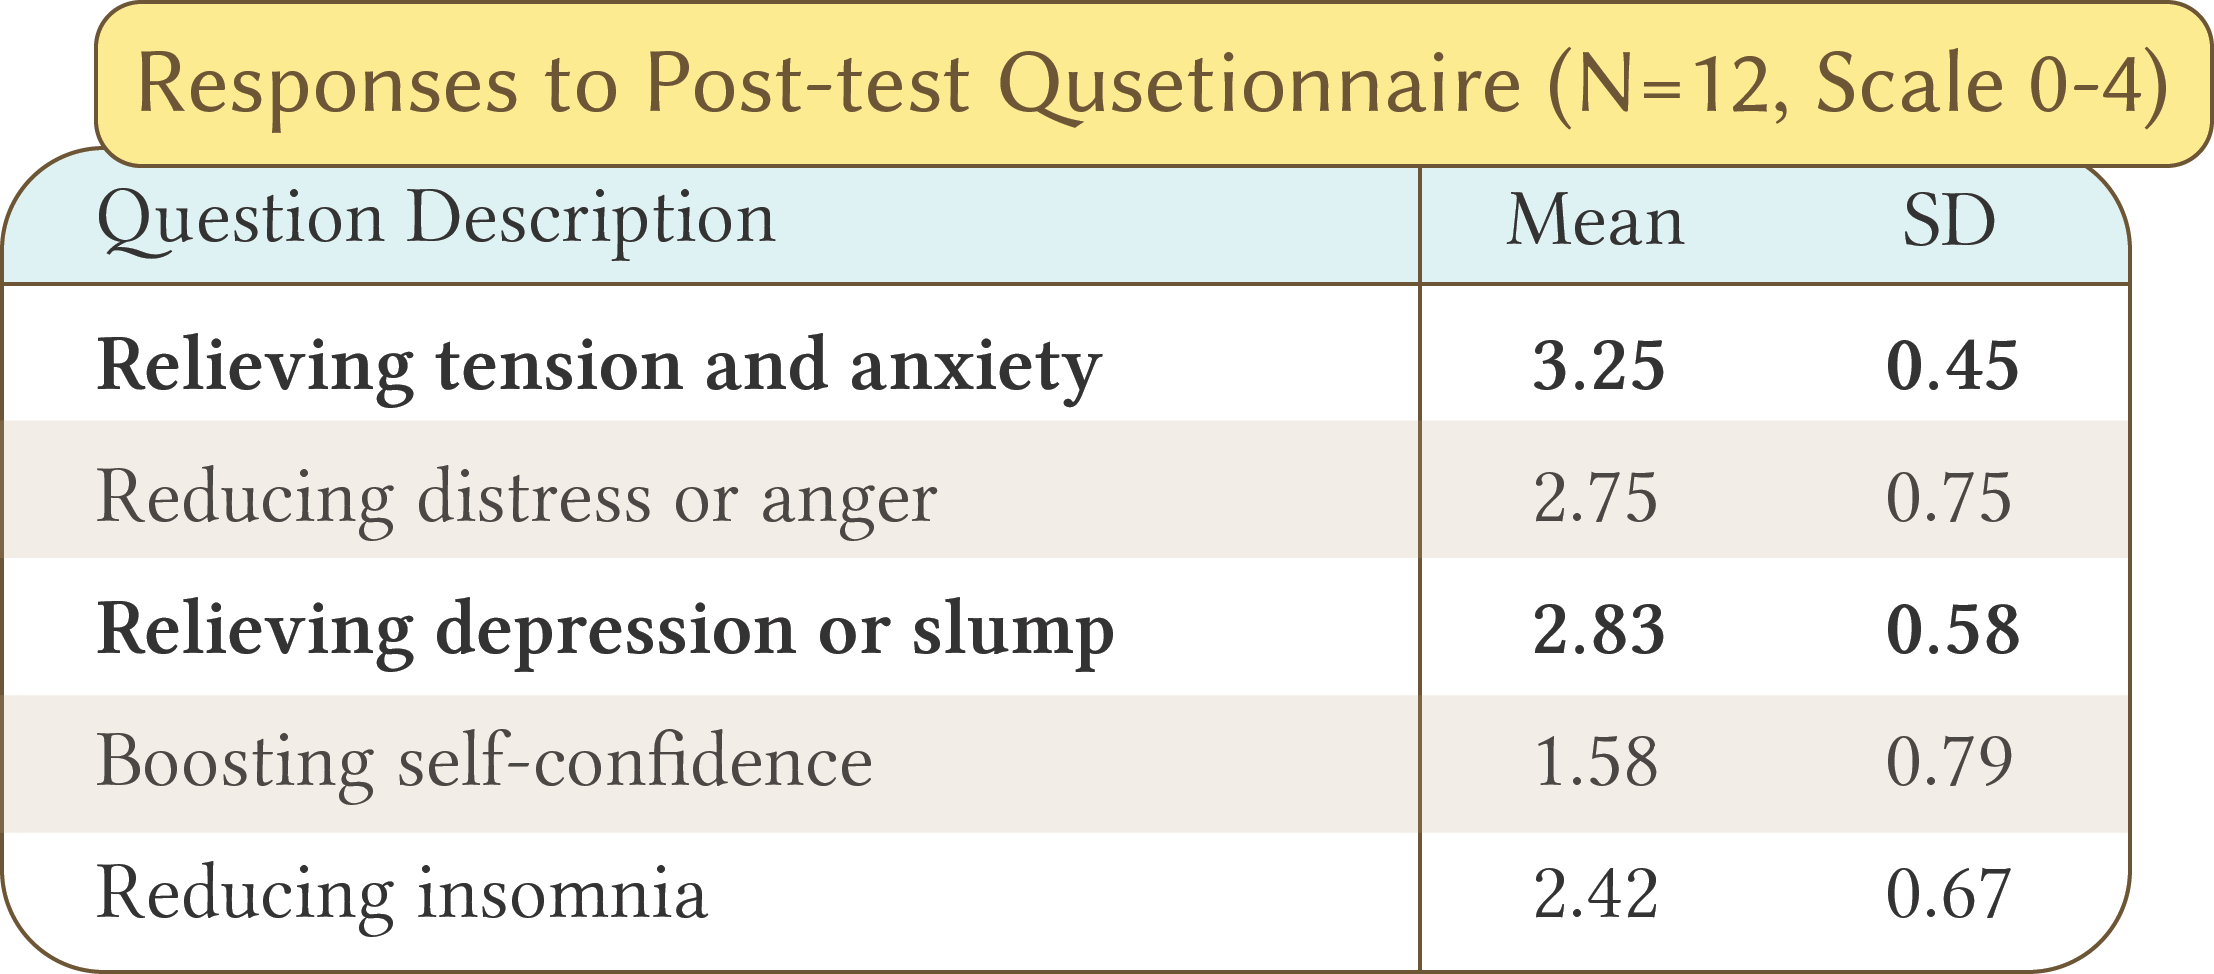 Responses to Post-test Qusetionnaire (N=12, Scale 0-4)
Question Description Mean SD
Relieving tension and anxiety 3.25 0.45
Reducing distress or anger 2.75 0.75
Relieving depression or slump 2.83 0.58
Boosting self-confidence 1.58 0.79
Reducing insomnia 2.42 0.67